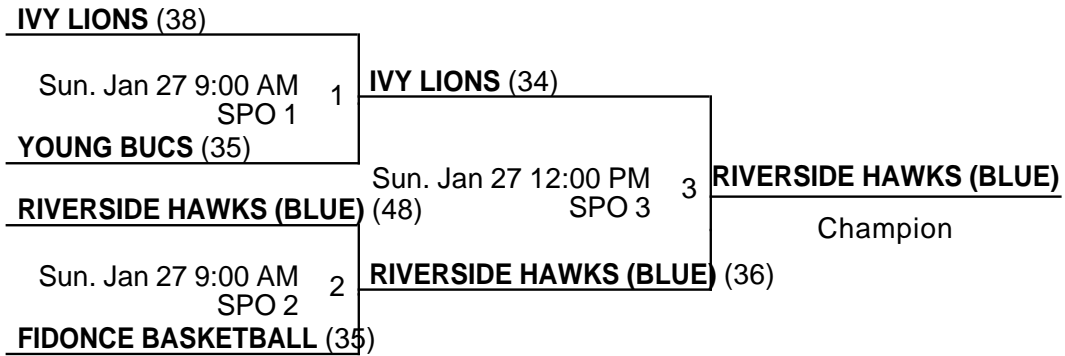 IVY LIONS (38)
Sun. Jan 27 9:00 AM
SPO 1
1
YOUNG BUCS (35)
IVY LIONS (34)
RIVERSIDE HAWKS (BLUE) (48)
Sun. Jan 27 9:00 AM
SPO 2
2
FIDONCE BASKETBALL (35)
Sun. Jan 27 12:00 PM
SPO 3
3
RIVERSIDE HAWKS (BLUE) (36)
RIVERSIDE HAWKS (BLUE)
Champion